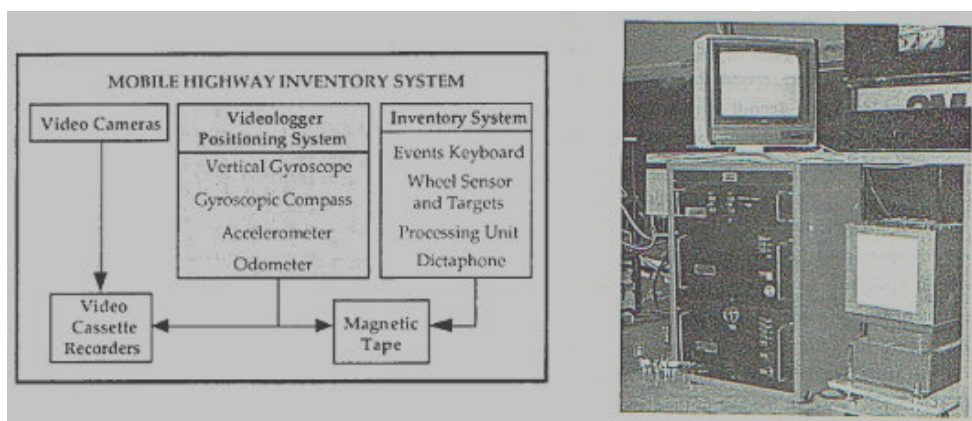 MOBILE HIGHWAY INVENTORY SYSTEM
Video Cameras
Videologger
Positioning System
Vertical Gyroscope
Gyroscopic Compass
Accelerometer
Odometer
Inventory System
Events Keyboard
Wheel Sensor
and Targets
Processing Unit
Dictaphone
Video
Cassette
Recorders
Magnetic
Tape